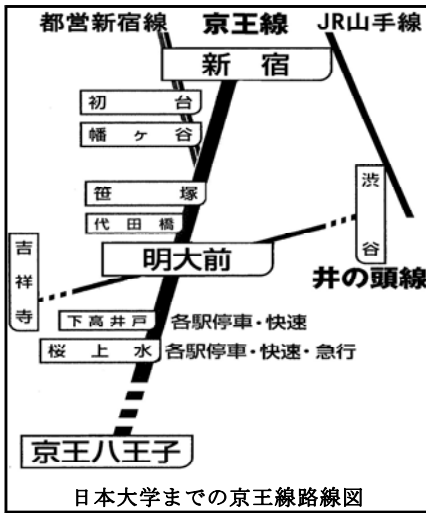 都営新宿線 京王線 JR山手線
新宿
初台
幡ヶ谷
笹塚
代田橋
明大前
渋谷
吉祥寺
井の頭線
下高井戸 各駅停車・快速
桜上水 各駅停車・快速・急行
京王八王子
日本大学までの京王線路線図